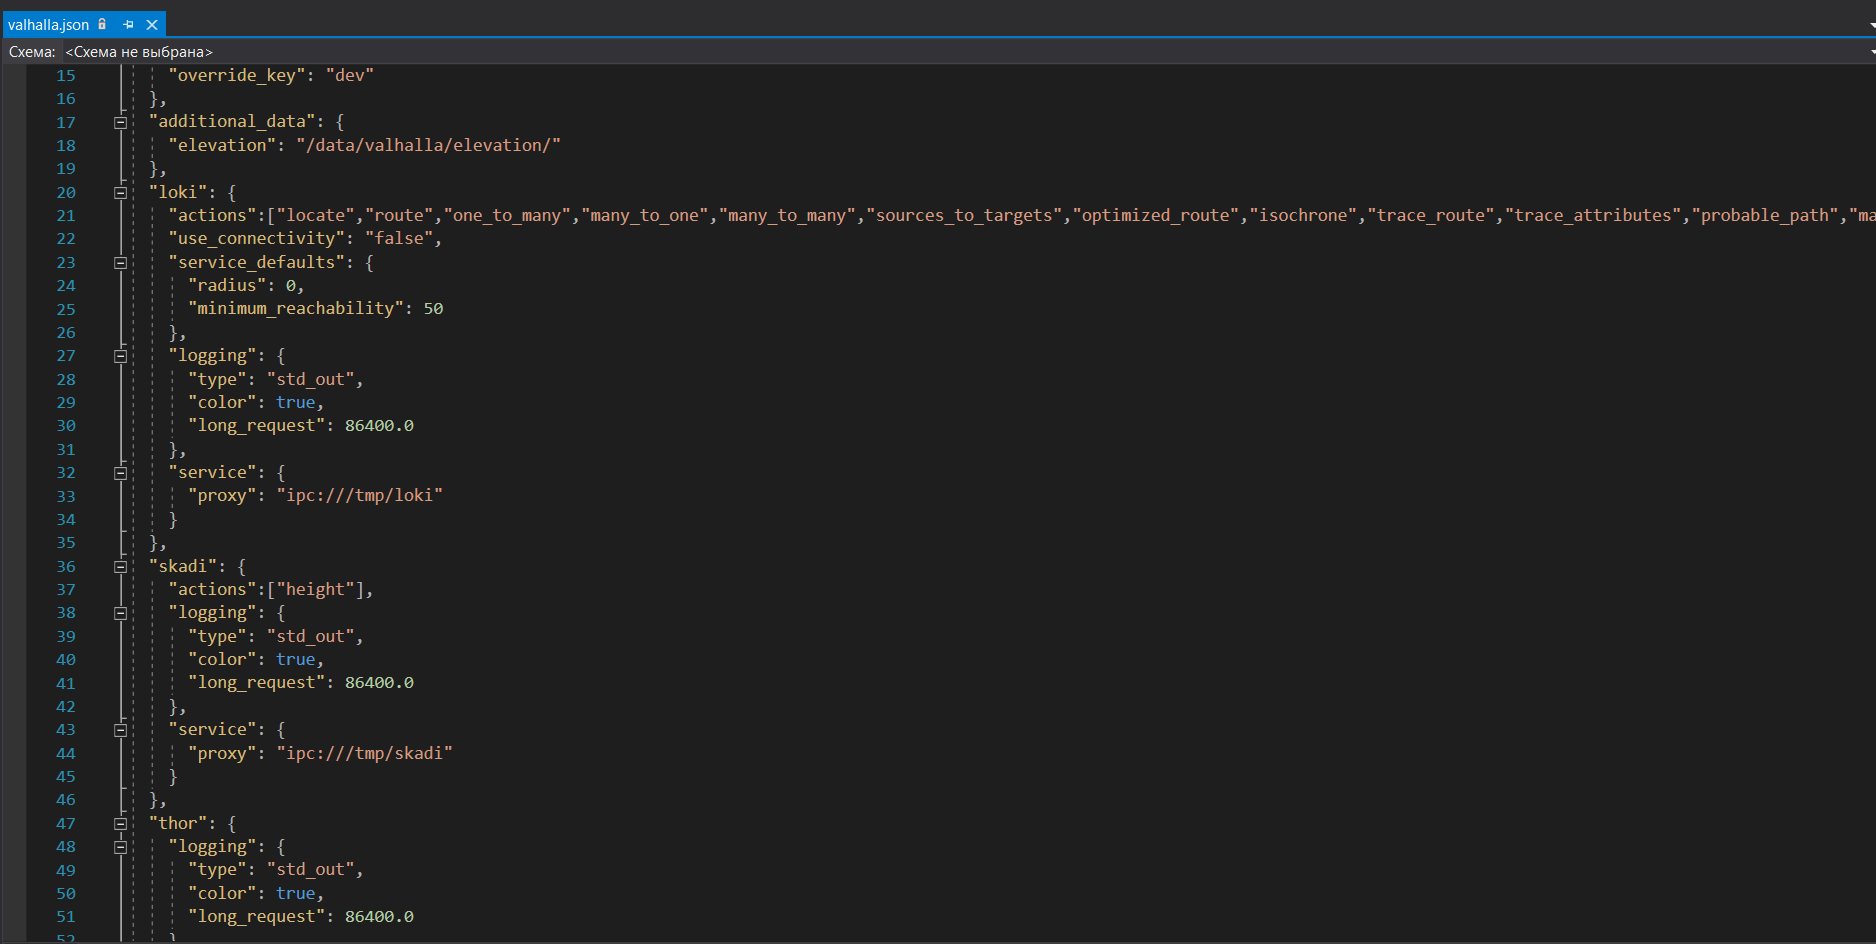 valhalla.json
Схема: <Схема не выбрана>
15 "override_key": "dev"
16 },
17 "additional_data": {
18 "elevation": "/data/valhalla/elevation/"
19 },
20 "loki": {
21 "actions":["locate","route","one_to_many","many_to_one","many_to_many","sources_to_targets","optimized_route","isochrone","trace_route","trace_attributes","probable_path","ma
22 "use_connectivity": "false",
23 "service_defaults": {
24 "radius": 0,
25 "minimum_reachability": 50
26 },
27 "logging": {
28 "type": "std_out",
29 "color": true,
30 "long_request": 86400.0
31 },
32 "service": {
33 "proxy": "ipc:///tmp/loki"
34 }
35 },
36 "skadi": {
37 "actions":["height"],
38 "logging": {
39 "type": "std_out",
40 "color": true,
41 "long_request": 86400.0
42 },
43 "service": {
44 "proxy": "ipc:///tmp/skadi"
45 }
46 },
47 "thor": {
48 "logging": {
49 "type": "std_out",
50 "color": true,
51 "long_request": 86400.0
52 }